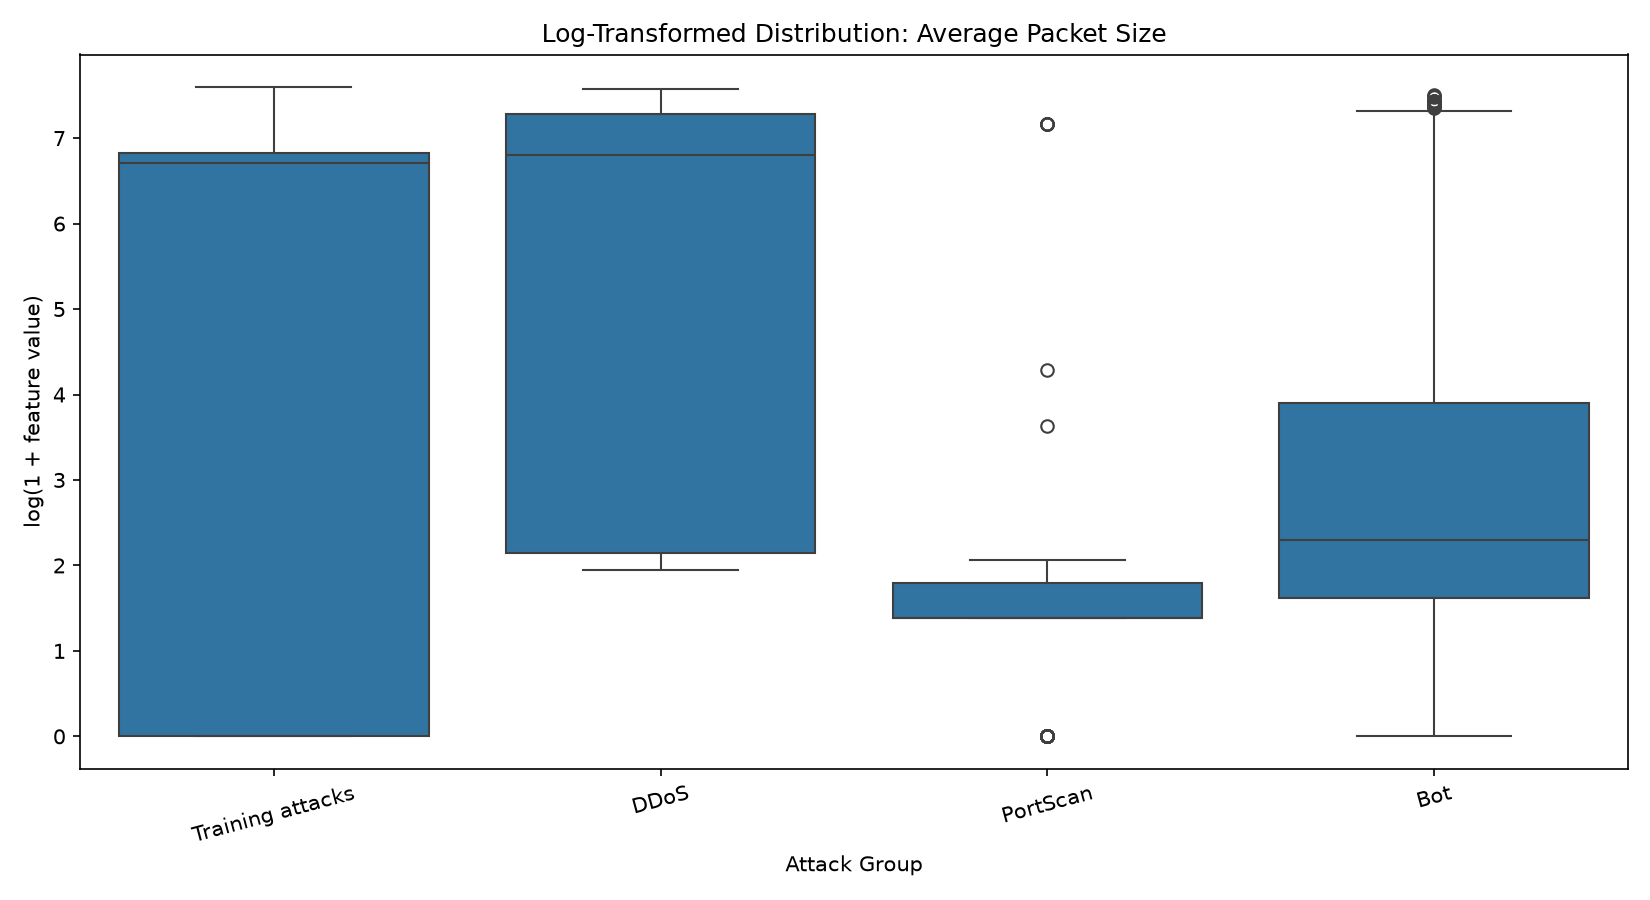 Log-Transformed Distribution: Average Packet Size
log(1 + feature value)
7
6
5
4
3
2
1
0
Training attacks
DDoS
PortScan
Bot
Attack Group